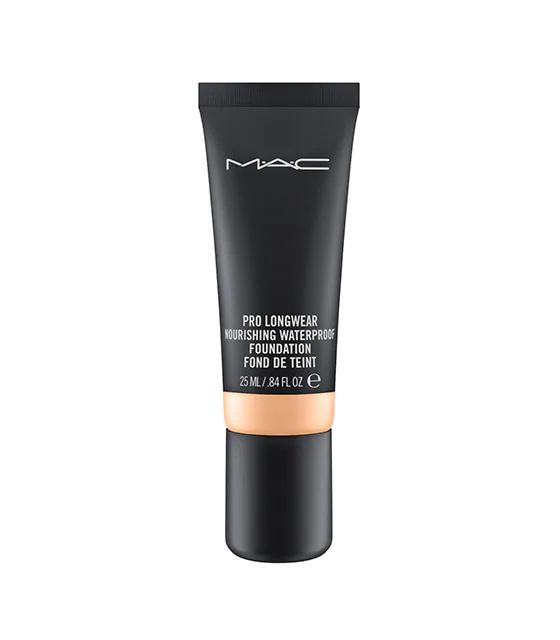 M·A·C
PRO LONGWEAR
NOURISHING WATERPROOF
FOUNDATION
FOND DE TEINT
25 ML / .84 FL OZ ℮